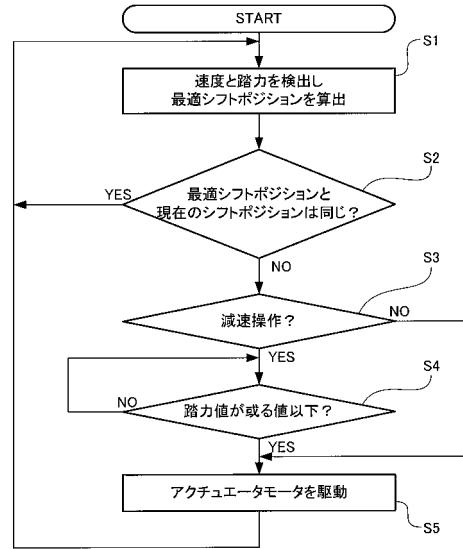 START
S1
速度と踏力を検出し
最適シフトポジションを算出
S2
YES
最適シフトポジションと
現在のシフトポジションは同じ？
NO
S3
減速操作？
NO
YES
S4
NO
踏力値が或る値以下？
YES
アクチュエータモータを駆動
S5